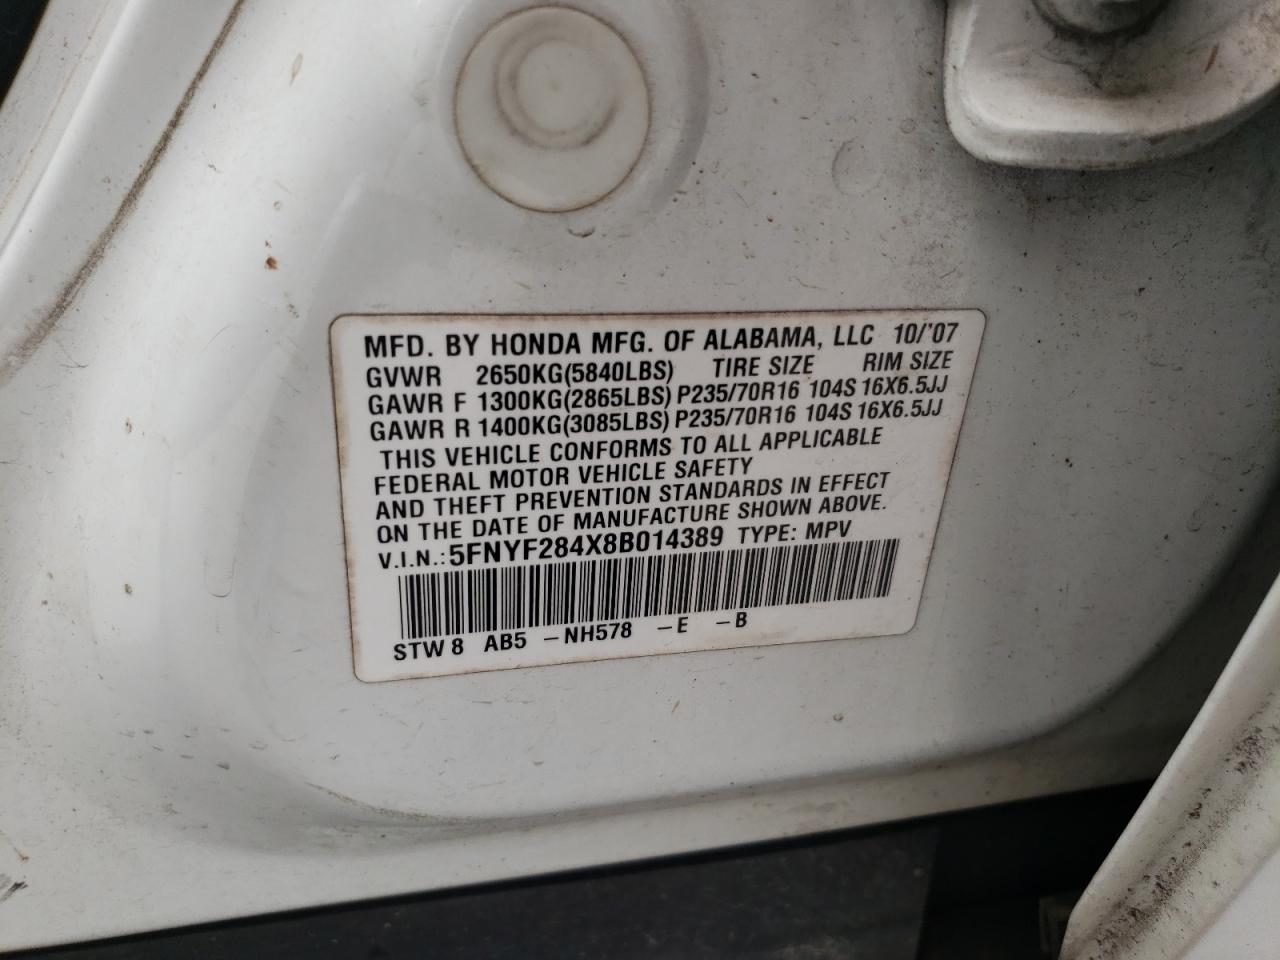 MFD. BY HONDA MFG. OF ALABAMA, LLC 10/'07
GVWR 2650KG(5840LBS) TIRE SIZE RIM SIZE
GAWR F 1300KG(2865LBS) P235/70R16 104S 16X6.5JJ
GAWR R 1400KG(3085LBS) P235/70R16 104S 16X6.5JJ
THIS VEHICLE CONFORMS TO ALL APPLICABLE
FEDERAL MOTOR VEHICLE SAFETY
AND THEFT PREVENTION STANDARDS IN EFFECT
ON THE DATE OF MANUFACTURE SHOWN ABOVE.
V.I.N.: 5FNYF284X8B014389 TYPE: MPV
STW 8 AB5 -NH578 -E -B